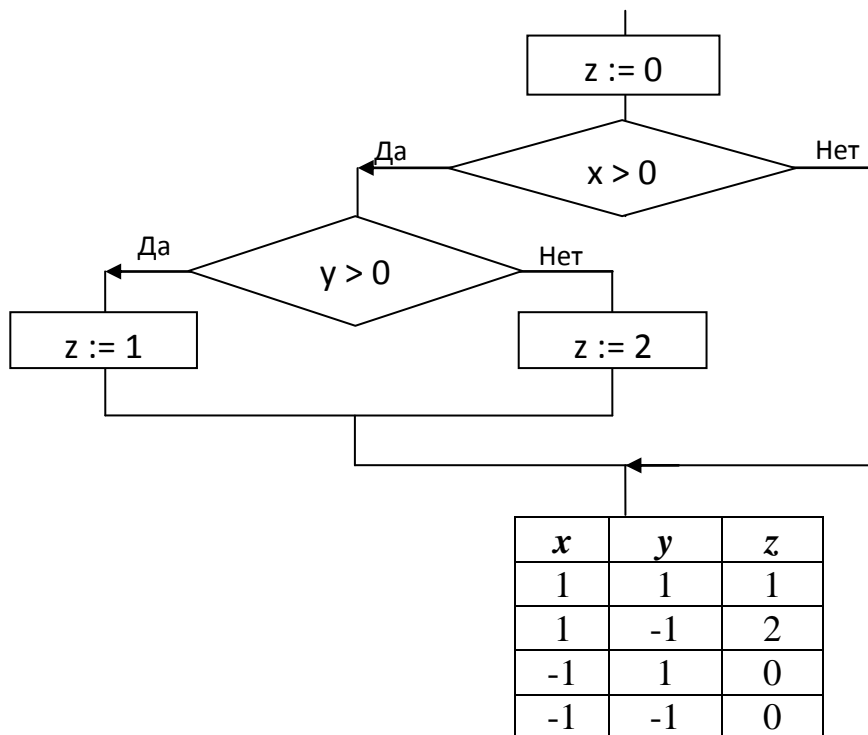 z := 0
Да
x > 0
Нет
Да
y > 0
Нет
z := 1
z := 2
x y z
1 1 1
1 -1 2
-1 1 0
-1 -1 0